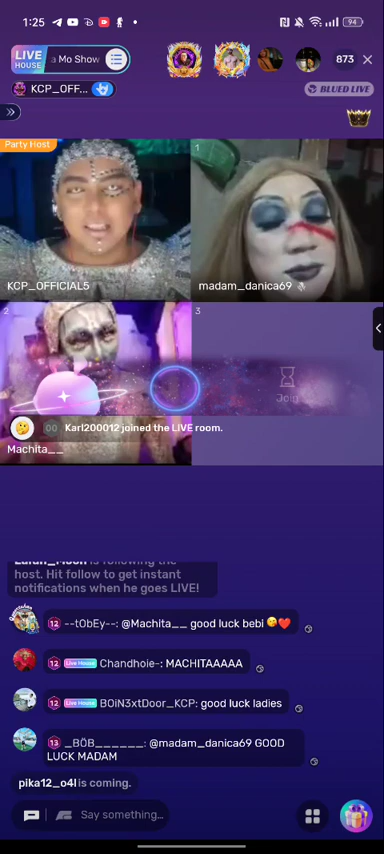 1:25
94
LIVE
HOUSE
a Mo Show
873
KCP_OFF...
BLUED LIVE
Party Host
1
KCP_OFFICIAL5
madam_danica69
2
3
Join
00 Karl200012 joined the LIVE room.
Machita__
is following the
host. Hit follow to get instant
notifications when he goes LIVE!
12 --tObEy--: @Machita__ good luck bebi 😘❤️
12 Live House Chandhoie-: MACHITAAAAA
12 Live House BOiN3xtDoor_KCP: good luck ladies
13 _BÖB______: @madam_danica69 GOOD
LUCK MADAM
pika12_o4l is coming.
Say something...